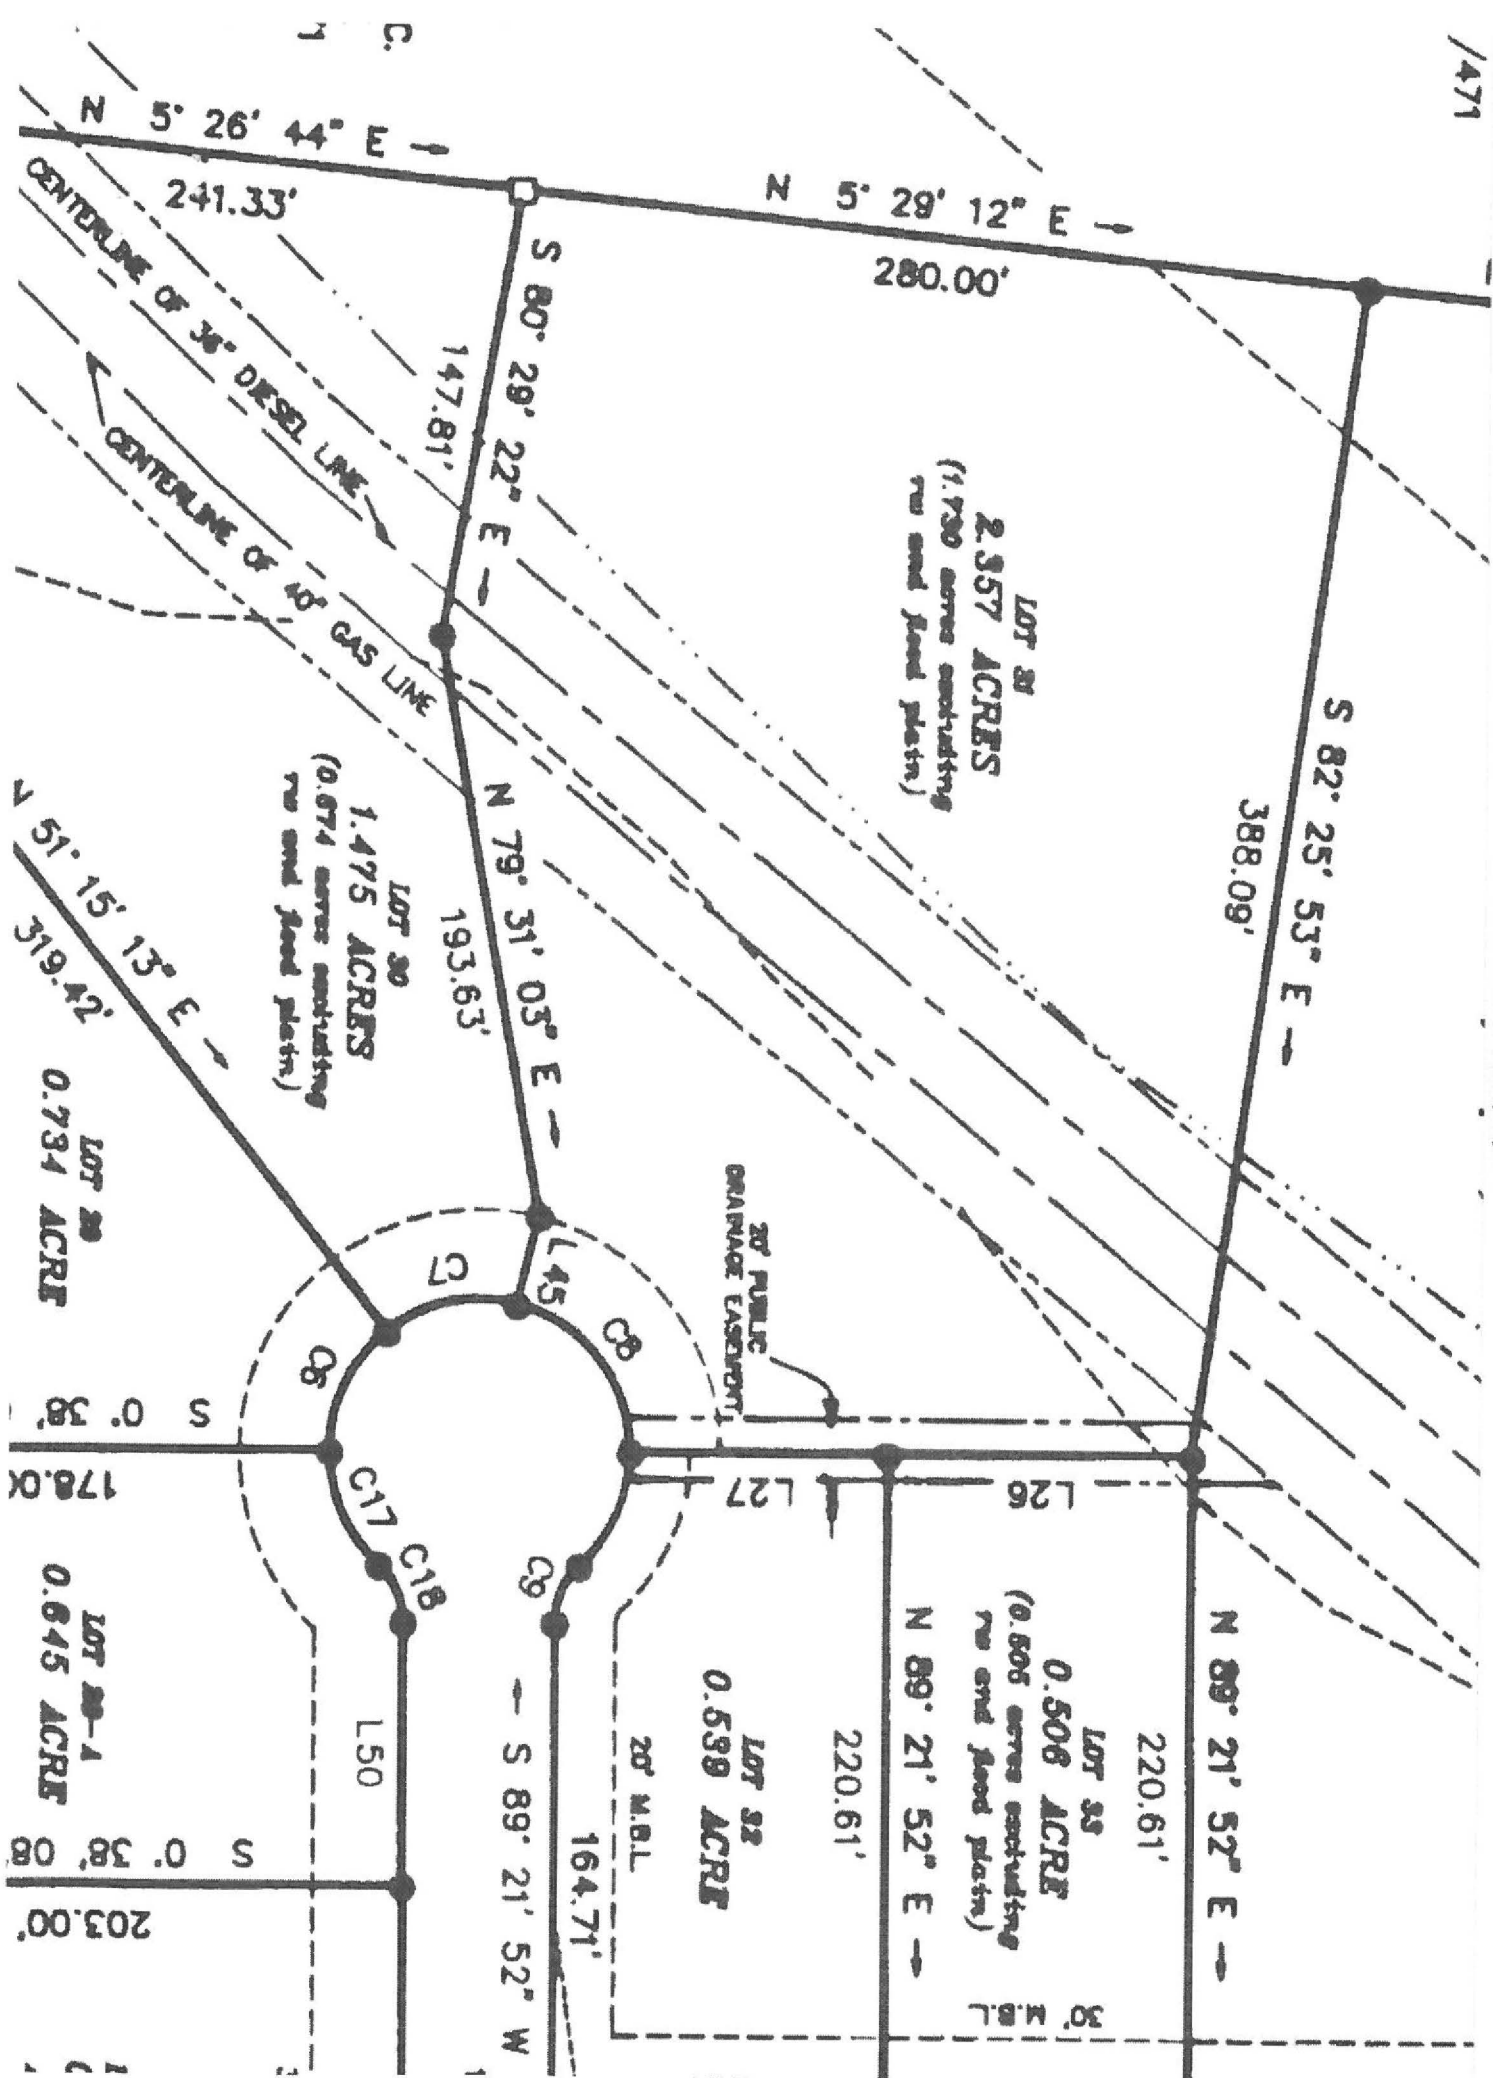 /471
C.
N 5° 26' 44" E →
241.33'
N 5° 29' 12" E →
280.00'
S 80° 29' 22" E →
147.81'
CENTERLINE OF 36" DIESEL LINE
CENTERLINE OF 40" GAS LINE
S 82° 25' 53" E →
388.09'
LOT 31
2.357 ACRES
(1.730 acres excluding
rw and flood plain)
N 79° 31' 03" E →
193.63'
LOT 30
1.475 ACRES
(0.674 acres excluding
rw and flood plain)
51° 15' 13" E →
319.42'
LOT 29
0.734 ACRE
20' PUBLIC
DRAINAGE EASEMENT
L45
C7
C8
C6
C17
C18
C9
L27
L26
S 0° 38'
178.00
LOT 29-A
0.645 ACRE
L50
← S 89° 21' 52" W
164.71'
20' M.B.L
LOT 32
0.539 ACRE
N 89° 21' 52" E →
220.61'
LOT 33
0.506 ACRE
(0.505 acres excluding
rw and flood plain)
N 89° 21' 52" E →
220.61'
30' M.B.L
S 0° 38' 08
203.00'